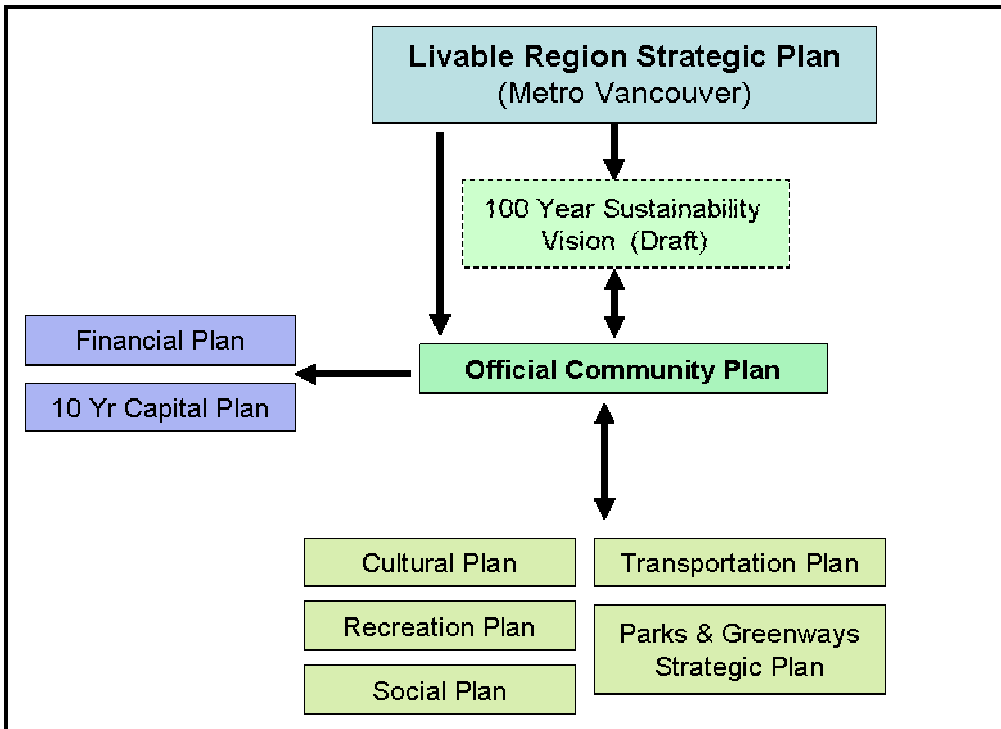 Livable Region Strategic Plan
(Metro Vancouver)
100 Year Sustainability
Vision (Draft)
Financial Plan
10 Yr Capital Plan
Official Community Plan
Cultural Plan
Transportation Plan
Recreation Plan
Parks & Greenways
Strategic Plan
Social Plan